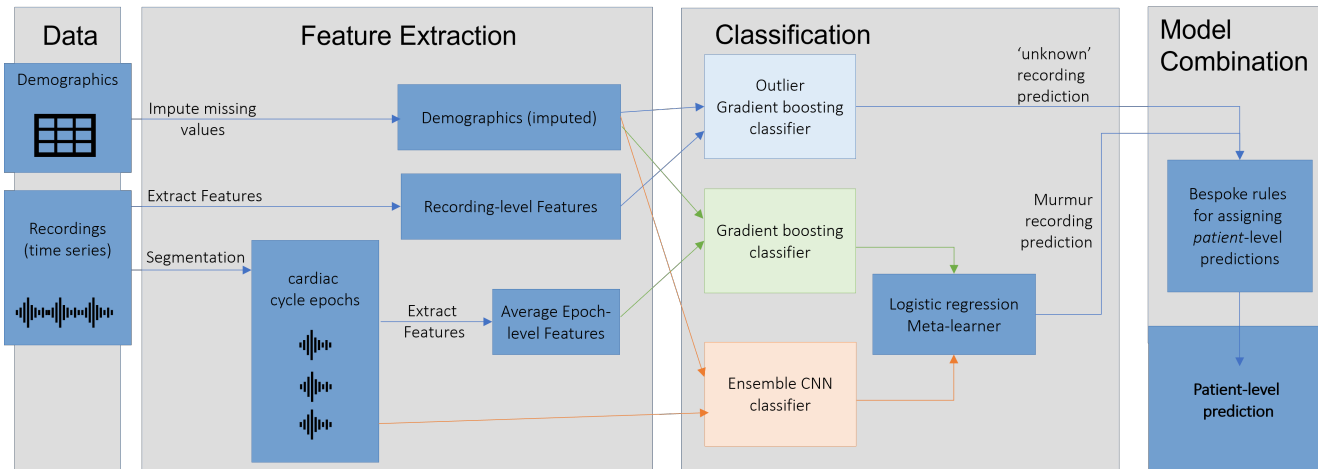 Data
Demographics
Recordings
(time series)
Feature Extraction
Impute missing
values
Demographics (imputed)
Extract Features
Recording-level Features
Segmentation
cardiac
cycle epochs
Extract
Features
Average Epoch-
level Features
Classification
Outlier
Gradient boosting
classifier
Gradient boosting
classifier
Ensemble CNN
classifier
Logistic regression
Meta-learner
‘unknown’
recording
prediction
Murmur
recording
prediction
Model
Combination
Bespoke rules
for assigning
patient-level
predictions
Patient-level
prediction